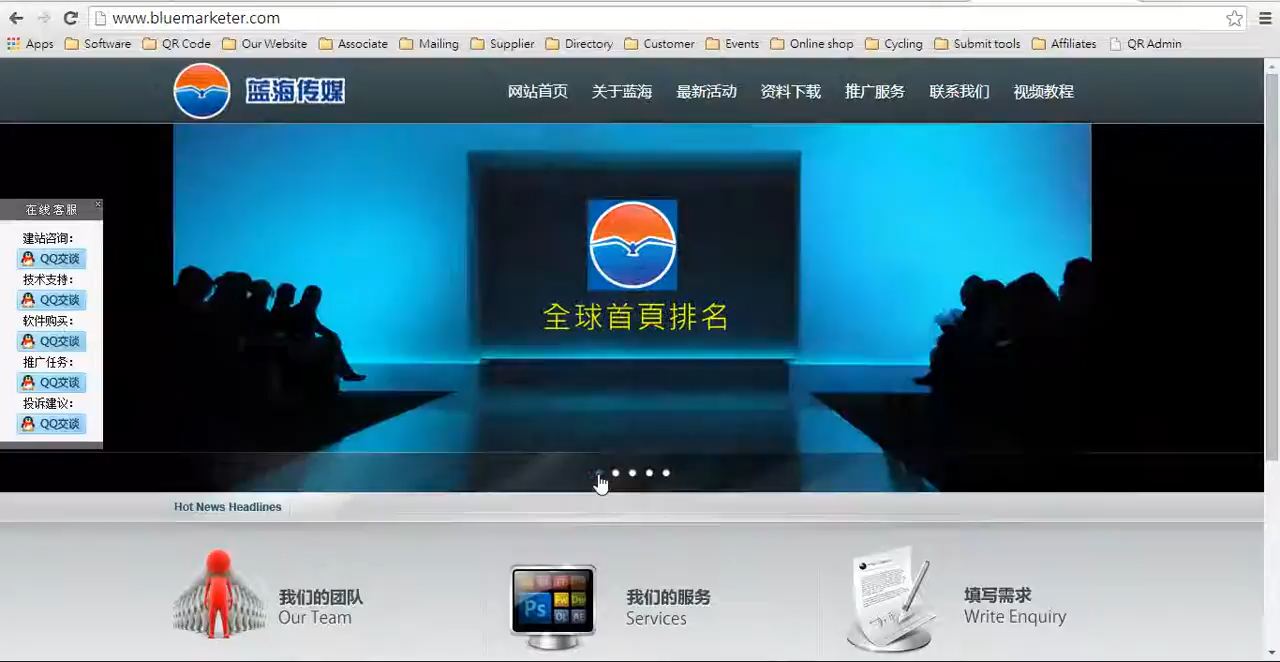 www.bluemarketer.com
Apps Software QR Code Our Website Associate Mailing Supplier Directory Customer Events Online shop Cycling Submit tools Affiliates QR Admin
蓝海传媒
网站首页 关于蓝海 最新活动 资料下载 推广服务 联系我们 视频教程
在线客服
建站咨询:
QQ交谈
技术支持:
QQ交谈
软件购买:
QQ交谈
推广任务:
QQ交谈
投诉建议:
QQ交谈
全球首頁排名
Hot News Headlines
我们的团队
Our Team
Ps Fw Dw
我们的服务
Services
填写需求
Write Enquiry